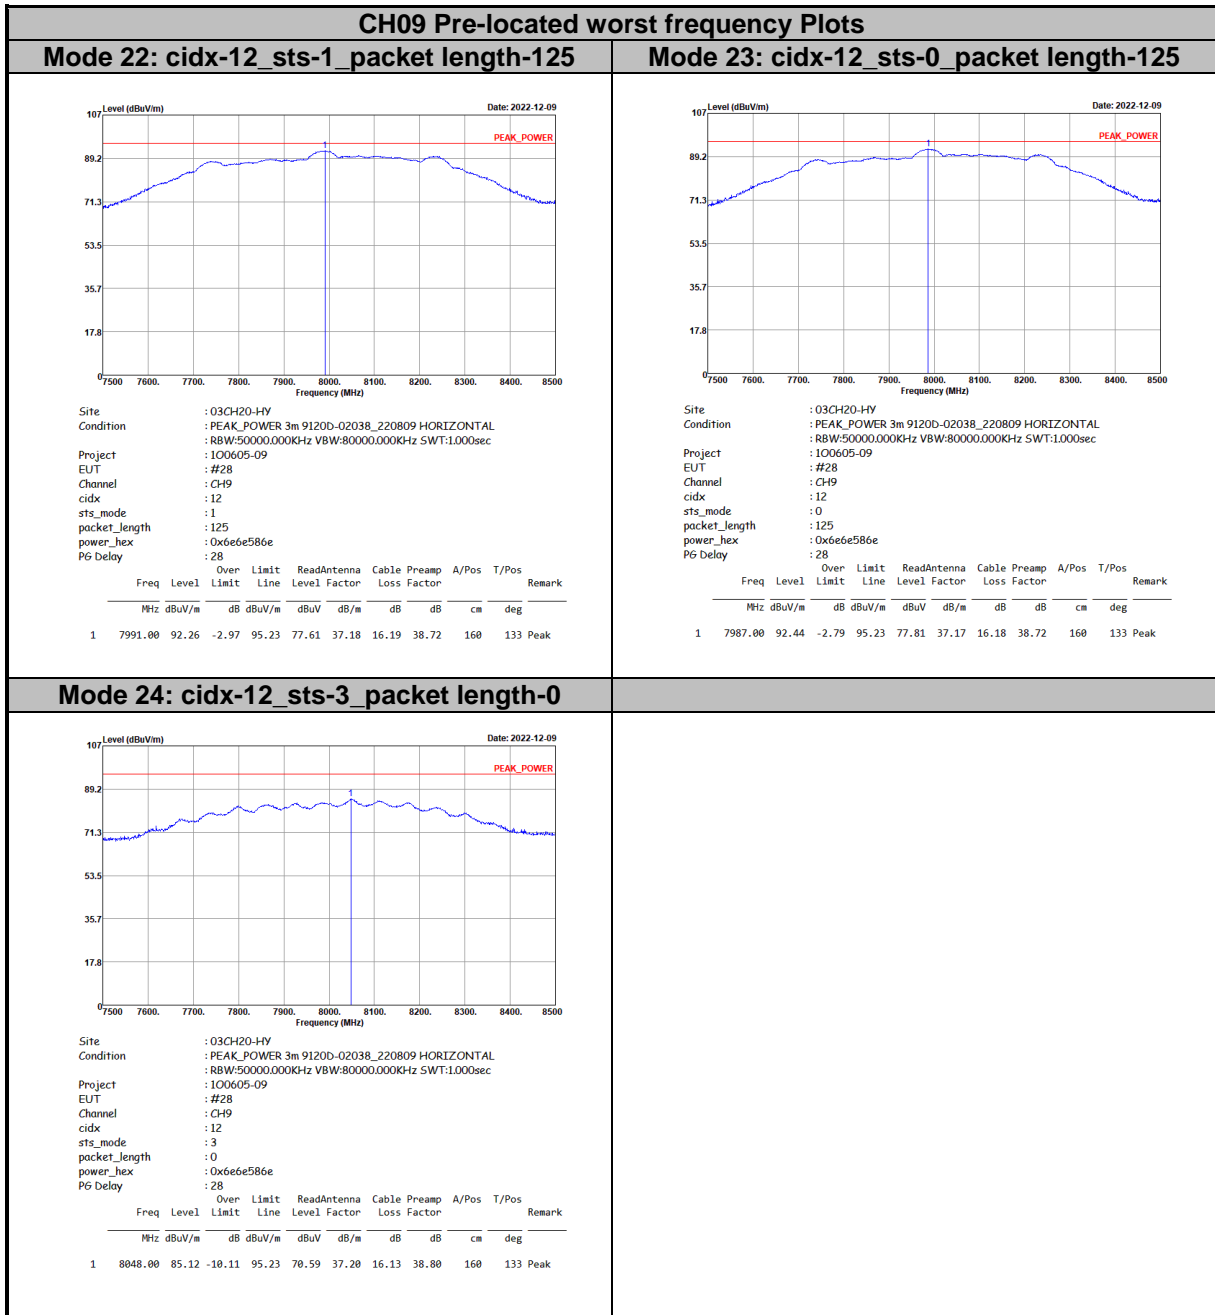 CH09 Pre-located worst frequency Plots
Mode 22: cidx-12_sts-1_packet length-125
Mode 23: cidx-12_sts-0_packet length-125
107 Level (dBuV/m) Date: 2022-12-09
PEAK_POWER
1
89.2
71.3
53.5
35.7
17.8
0
7500 7600. 7700. 7800. 7900. 8000. 8100. 8200. 8300. 8400. 8500
Frequency (MHz)
Site : 03CH20-HY
Condition : PEAK_POWER 3m 9120D-02038_220809 HORIZONTAL
: RBW:50000.000KHz VBW:80000.000KHz SWT:1.000sec
Project : 100605-09
EUT : #28
Channel : CH9
cidx : 12
sts_mode : 1
packet_length : 125
power_hex : 0x6e6e586e
PG Delay : 28
Over Limit ReadAntenna Cable Preamp A/Pos T/Pos
Freq Level Limit Line Level Factor Loss Factor Remark
MHz dBuV/m dB dBuV/m dBuV dB/m dB dB cm deg
1 7991.00 92.26 -2.97 95.23 77.61 37.18 16.19 38.72 160 133 Peak
107 Level (dBuV/m) Date: 2022-12-09
PEAK_POWER
1
89.2
71.3
53.5
35.7
17.8
0
7500 7600. 7700. 7800. 7900. 8000. 8100. 8200. 8300. 8400. 8500
Frequency (MHz)
Site : 03CH20-HY
Condition : PEAK_POWER 3m 9120D-02038_220809 HORIZONTAL
: RBW:50000.000KHz VBW:80000.000KHz SWT:1.000sec
Project : 100605-09
EUT : #28
Channel : CH9
cidx : 12
sts_mode : 0
packet_length : 125
power_hex : 0x6e6e586e
PG Delay : 28
Over Limit ReadAntenna Cable Preamp A/Pos T/Pos
Freq Level Limit Line Level Factor Loss Factor Remark
MHz dBuV/m dB dBuV/m dBuV dB/m dB dB cm deg
1 7987.00 92.44 -2.79 95.23 77.81 37.17 16.18 38.72 160 133 Peak
Mode 24: cidx-12_sts-3_packet length-0
107 Level (dBuV/m) Date: 2022-12-09
PEAK_POWER
1
89.2
71.3
53.5
35.7
17.8
0
7500 7600. 7700. 7800. 7900. 8000. 8100. 8200. 8300. 8400. 8500
Frequency (MHz)
Site : 03CH20-HY
Condition : PEAK_POWER 3m 9120D-02038_220809 HORIZONTAL
: RBW:50000.000KHz VBW:80000.000KHz SWT:1.000sec
Project : 100605-09
EUT : #28
Channel : CH9
cidx : 12
sts_mode : 3
packet_length : 0
power_hex : 0x6e6e586e
PG Delay : 28
Over Limit ReadAntenna Cable Preamp A/Pos T/Pos
Freq Level Limit Line Level Factor Loss Factor Remark
MHz dBuV/m dB dBuV/m dBuV dB/m dB dB cm deg
1 8048.00 85.12 -10.11 95.23 70.59 37.20 16.13 38.80 160 133 Peak